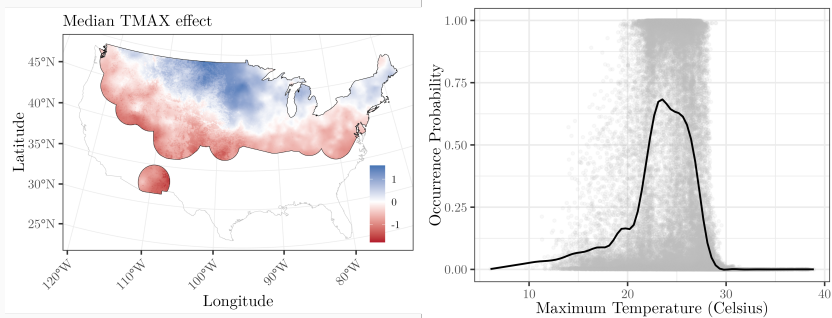 Median TMAX effect
Latitude
45°N
40°N
35°N
30°N
25°N
1
0
-1
120°W
110°W
100°W
90°W
80°W
Longitude
Occurrence Probability
1.00
0.75
0.50
0.25
0.00
10
20
30
40
Maximum Temperature (Celsius)